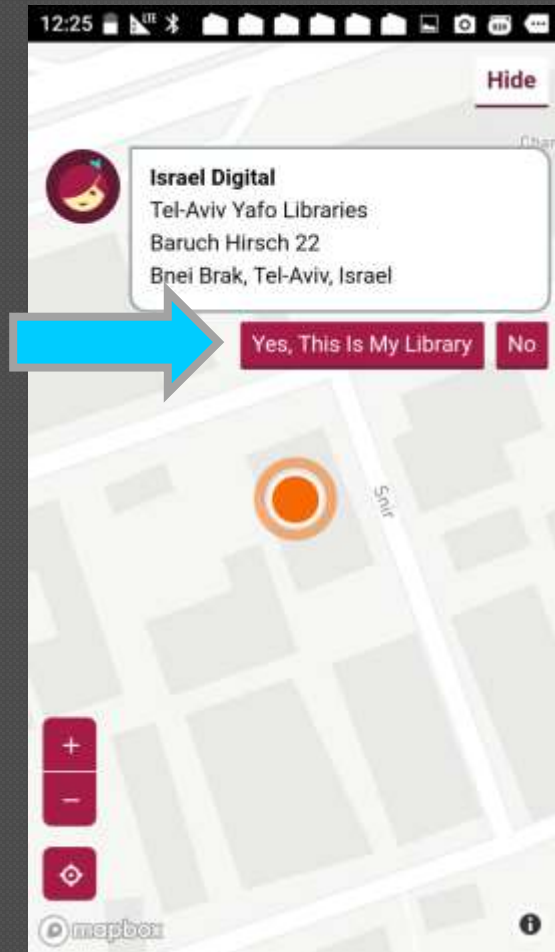 12:25
LTE
Hide
Israel Digital
Tel-Aviv Yafo Libraries
Baruch Hirsch 22
Bnei Brak, Tel-Aviv, Israel
Yes, This Is My Library
No
Snir
+
−
mapbox